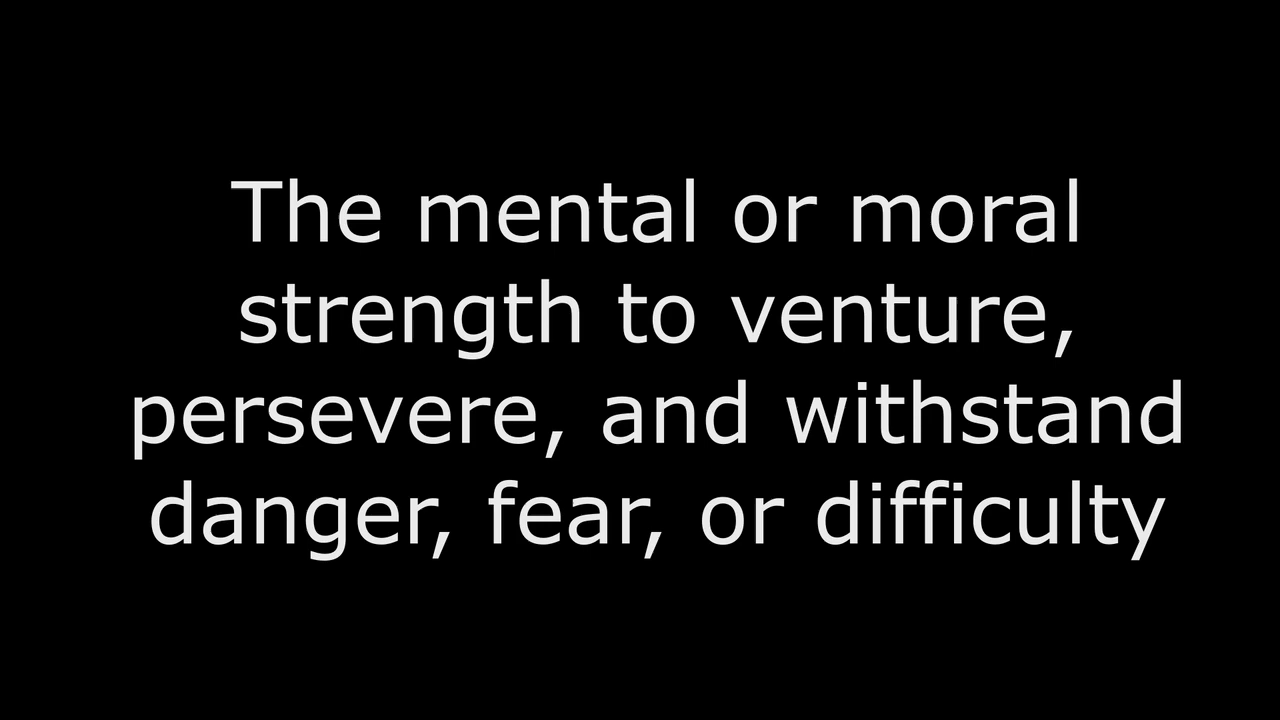 The mental or moral
strength to venture,
persevere, and withstand
danger, fear, or difficulty